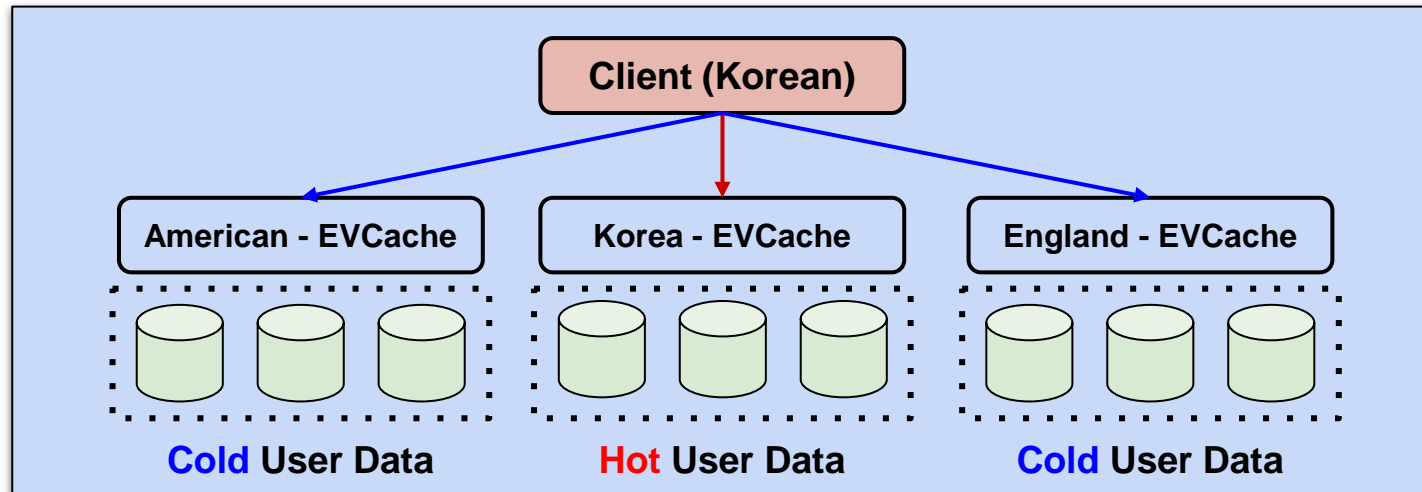 Client (Korean)
American - EVCache
Korea - EVCache
England - EVCache
Cold User Data
Hot User Data
Cold User Data